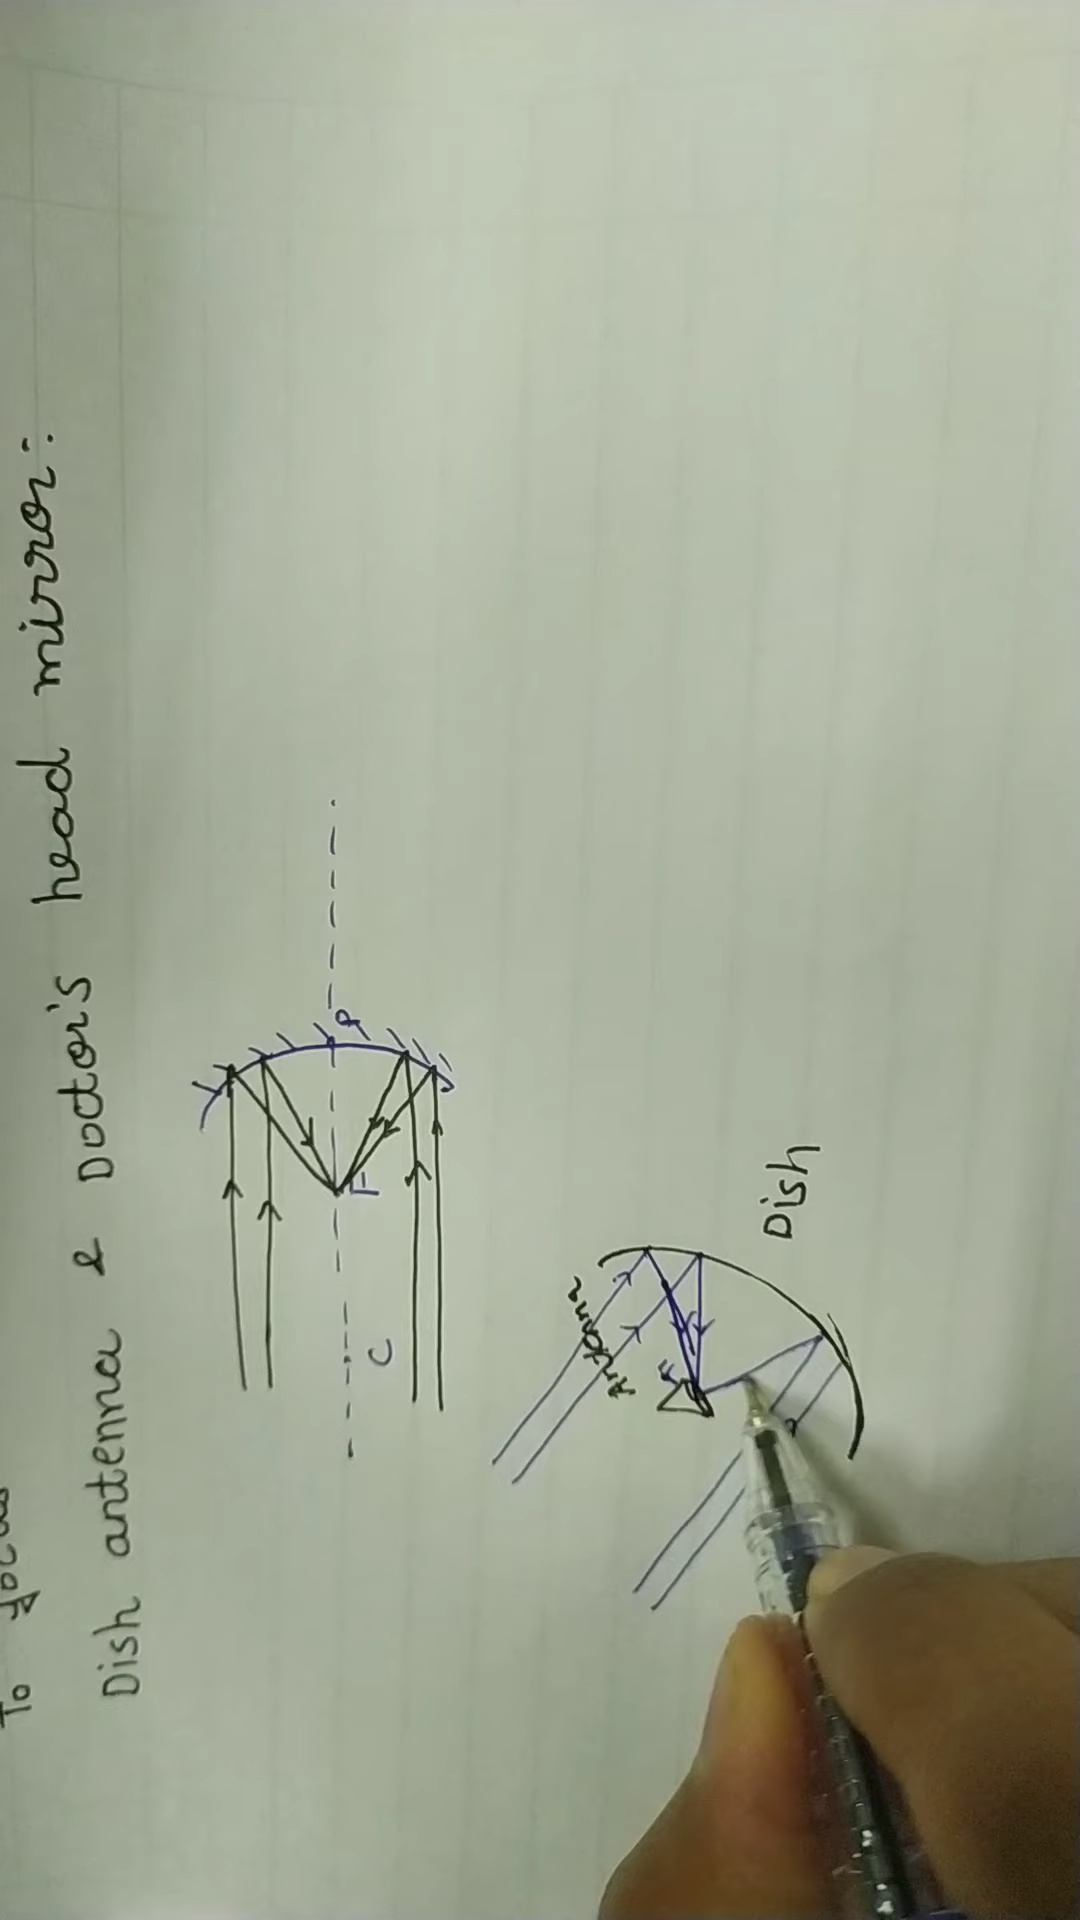 To focus
Dish antenna & Doctor's head mirror:
P
F
C
Antenna
F
Dish